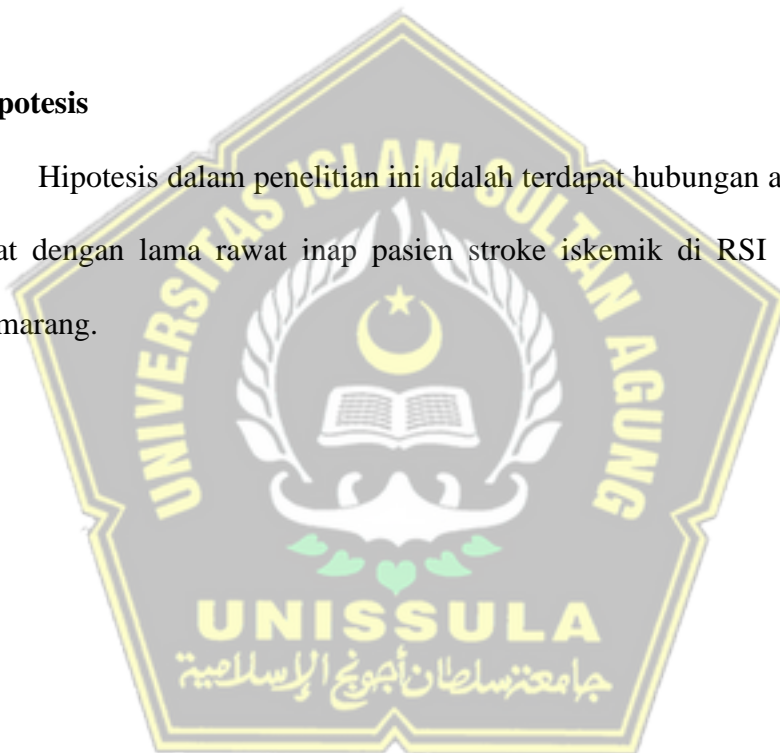 potesis
Hipotesis dalam penelitian ini adalah terdapat hubungan a
at dengan lama rawat inap pasien stroke iskemik di RSI
marang.
UNIVERSITAS ISLAM SULTAN AGUNG
UNISSULA
جامعة سلطان أجونج الإسلامية